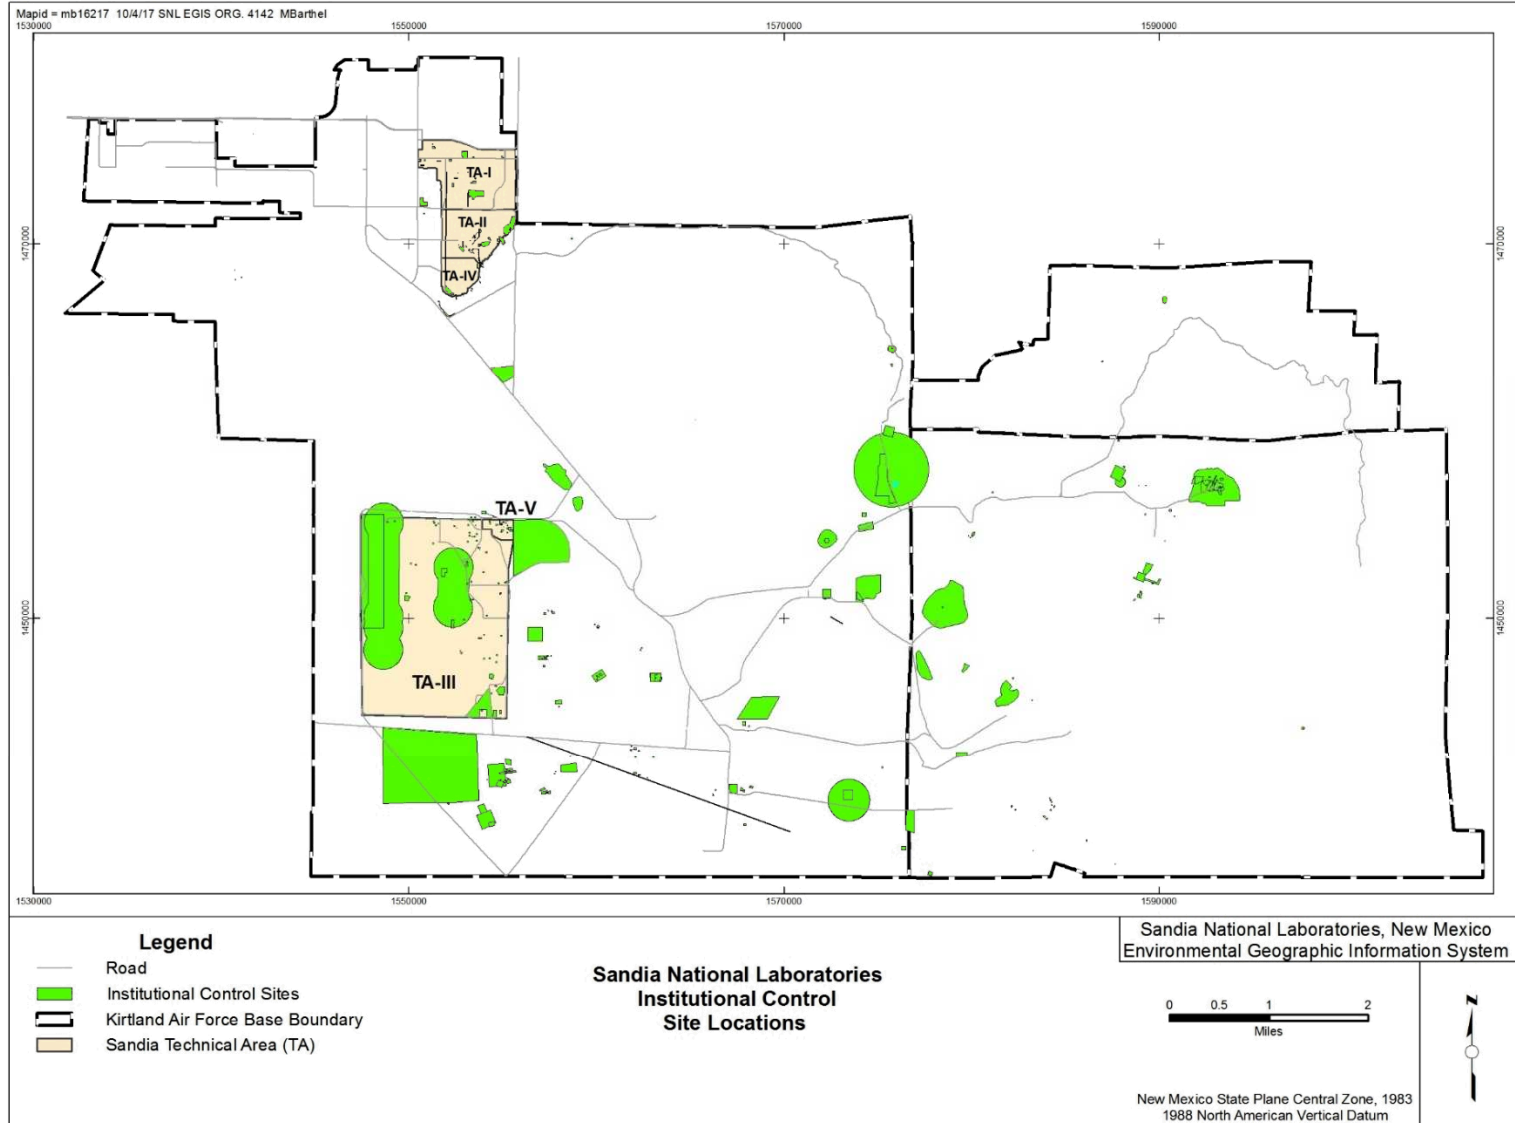 Mapid = mb16217 10/4/17 SNL EGIS ORG. 4142 MBarthel
1530000
1550000
1570000
1590000
TA-I
TA-II
TA-IV
1470000
1470000
TA-V
1450000
1450000
TA-III
1530000
1550000
1570000
1590000
Legend
Road
Institutional Control Sites
Kirtland Air Force Base Boundary
Sandia Technical Area (TA)
Sandia National Laboratories
Institutional Control
Site Locations
Sandia National Laboratories, New Mexico
Environmental Geographic Information System
0 0.5 1 2
Miles
N
New Mexico State Plane Central Zone, 1983
1988 North American Vertical Datum